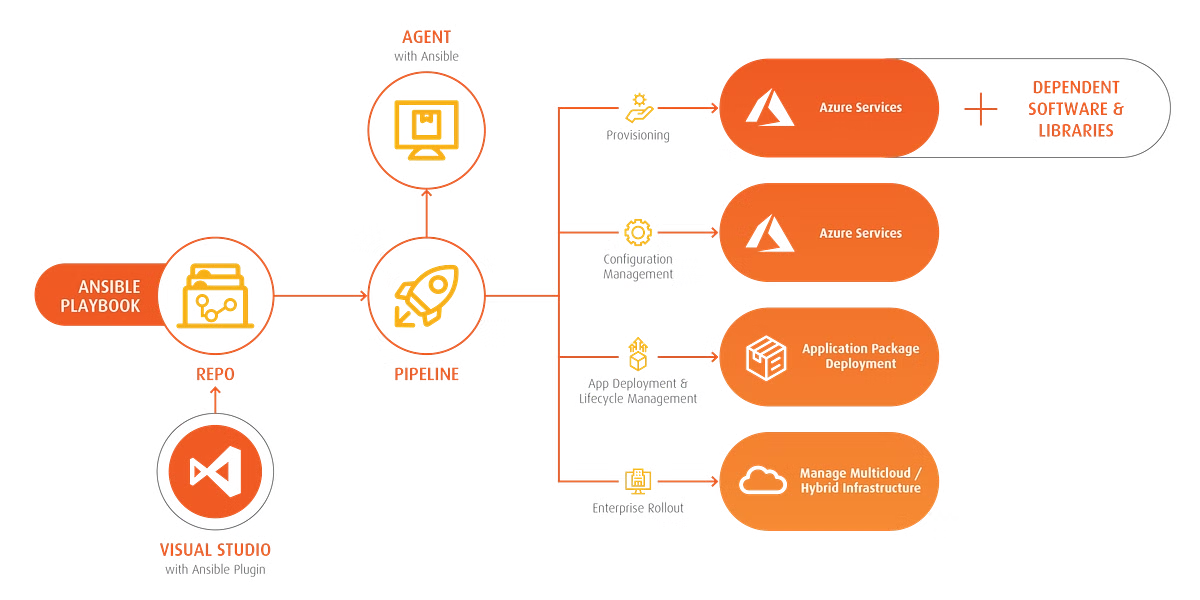 AGENT
with Ansible
ANSIBLE
PLAYBOOK
REPO
PIPELINE
VISUAL STUDIO
with Ansible Plugin
Provisioning
Azure Services
DEPENDENT
SOFTWARE &
LIBRARIES
Configuration
Management
Azure Services
App Deployment &
Lifecycle Management
Application Package
Deployment
Enterprise Rollout
Manage Multicloud /
Hybrid Infrastructure